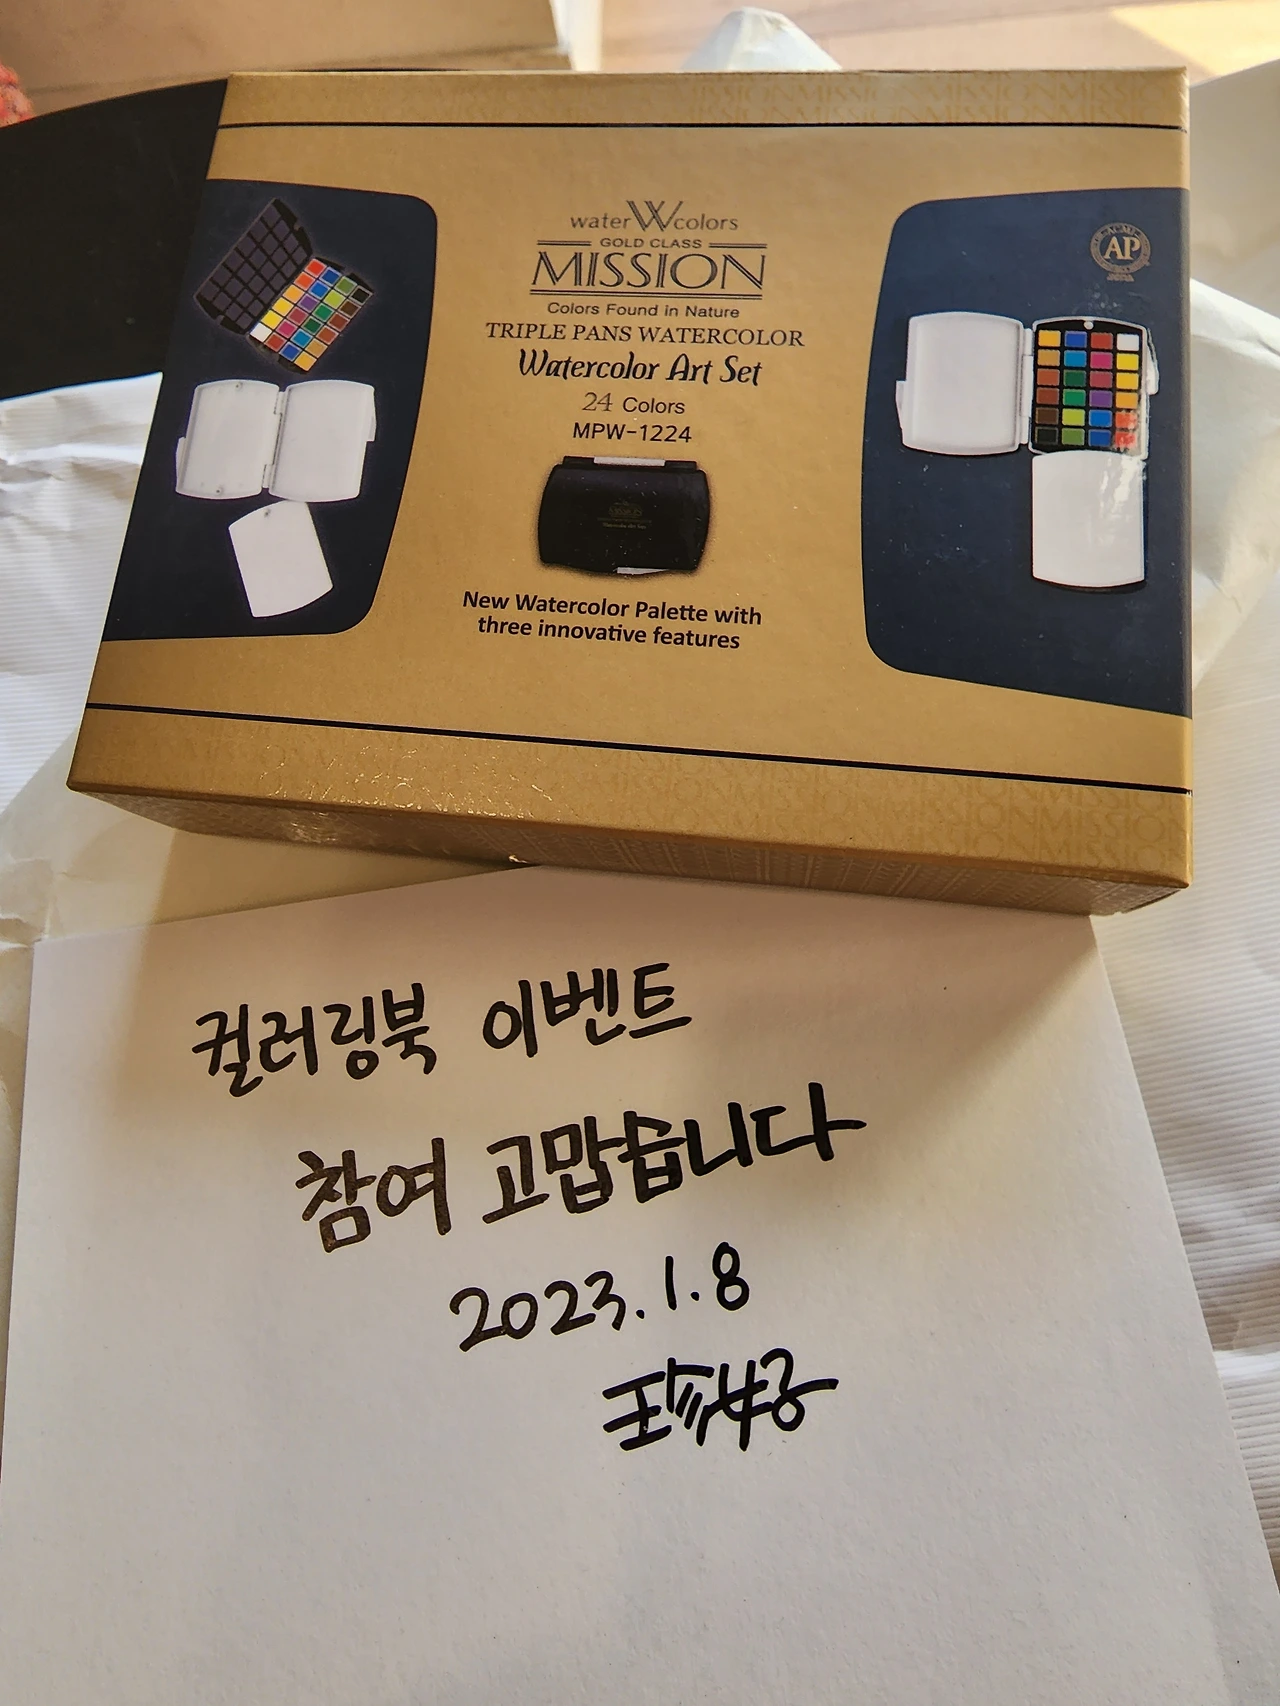 water W colors
GOLD CLASS
MISSION
Colors Found in Nature
TRIPLE PANS WATERCOLOR
Watercolor Art Set
24 Colors
MPW-1224
New Watercolor Palette with
three innovative features
AP
컬러링북 이벤트
참여 고맙습니다
2023.1.8